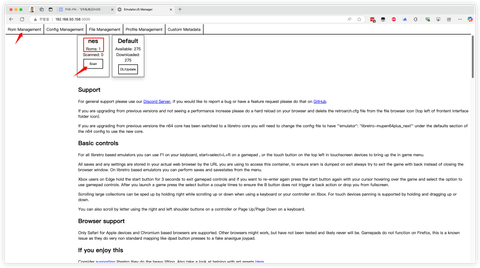 EmulatorJS Manager
192.168.50.158:3000
Rom Management
Config Management
File Management
Profile Management
Custom Metadata
nes
Roms: 1
Scanned: 0
Scan
Default
Available: 275
Downloaded:
275
DL/Update
Support
For general support please use our Discord Server, if you would like to report a bug or have a feature request please do that on GitHub.
If you are upgrading from previous versions and not seeing a performance increase please do a hard reload on your browser and delete the retroarch.cfg file from the file browser icon (top left of frontend interface
folder icon).
If you are upgrading from previous versions the n64 core has been switched to a libretro core you will need to change the config file to have "emulator": "libretro-mupen64plus_next" under the defaults section of
the n64 config to use the new core.
Basic controls
For all libretro based emulators you can use F1 on your keyboard, start+select+L+R on a gamepad , or the touch button on the top left in touchscreen devices to bring up the in game menu.
All saves and any settings are stored in your actual web browser by the URL you are using to access this container, to ensure sram is dumped on exit always try to exit the game with back instead of closing the
browser window. On libretro based emulators you can perform saves and savestates from the menu.
Xbox users on Edge hold the start button for 3 seconds to exit gamepad controls and if you want to re-enter again press the start button again with your cursor hovering over the game and select the option to
use gamepad controls. After you launch a game press the select button a couple times to ensure the B button does not trigger a back action or drop you from fullscreen.
Scrolling large collections can be sped up by holding right while scrolling up or down when using a keyboard or your controller on Xbox. For touch devices panning is supported by holding and dragging up or
down.
You can also scroll by letter using the right and left shoulder buttons on a controller or Page Up/Page Down on a keyboard.
Browser support
Only Safari for Apple devices and Chromium based browsers are supported. Other browsers might work, but have not been tested and likely never will be. Gamepads do not function on Firefox, this is a known
issue as they do very non standard mapping like dpad button presses to a fake analogue joypad.
If you enjoy this